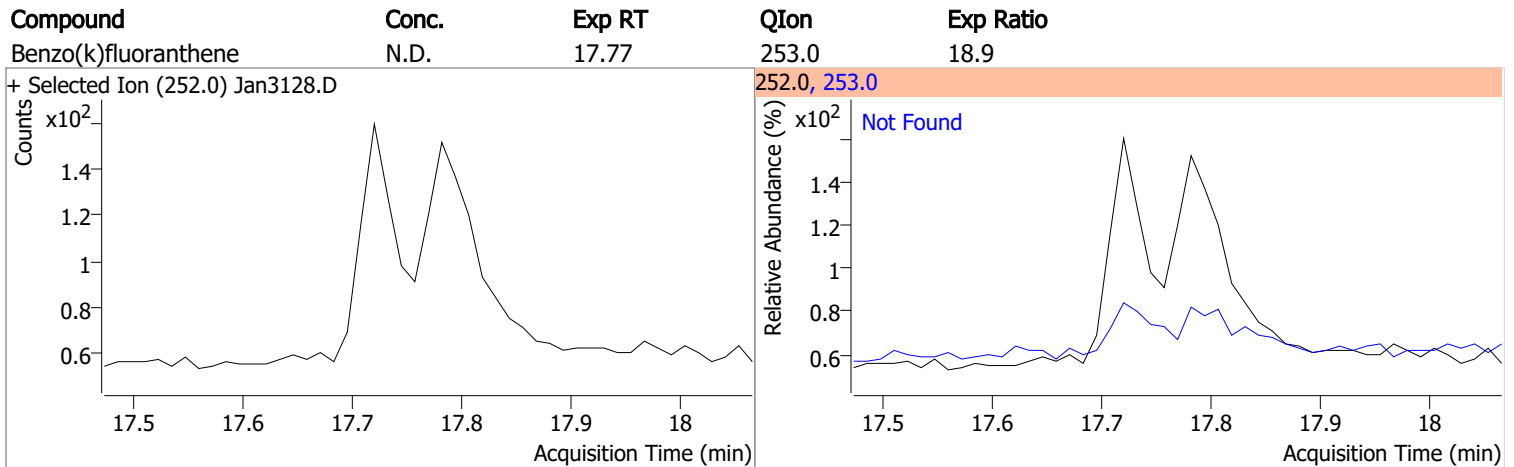 Compound Conc. Exp RT QIon Exp Ratio
Benzo(k)fluoranthene N.D. 17.77 253.0 18.9
+ Selected Ion (252.0) Jan3128.D
Counts
x10²
1.4
1.2
1
0.8
0.6
17.5 17.6 17.7 17.8 17.9 18
Acquisition Time (min)
252.0, 253.0
Relative Abundance (%)
x10²
Not Found
1.4
1.2
1
0.8
0.6
17.5 17.6 17.7 17.8 17.9 18
Acquisition Time (min)